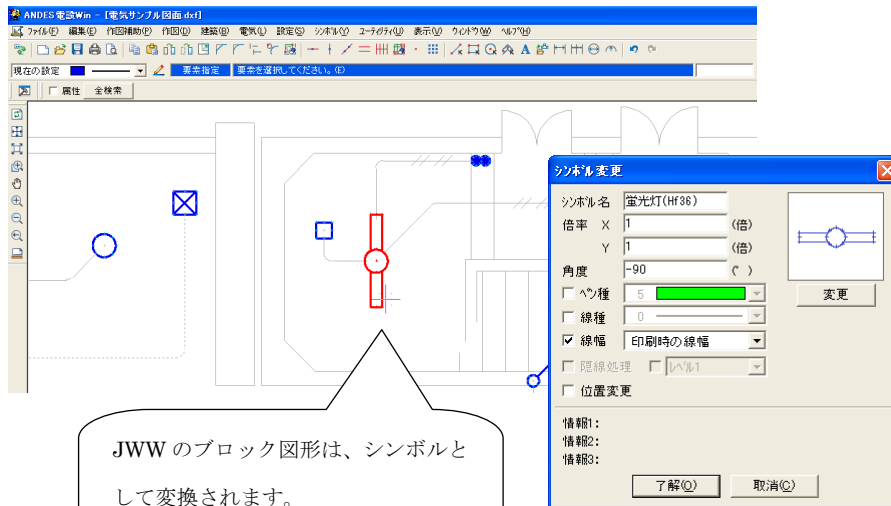 ANDES 電設Win - [電気サンプル図面.dxf]
ファイル(F) 編集(E) 作図補助(P) 作図(D) 建築(B) 電気(L) 設定(S) シンボル(Y) ユーティリティ(U) 表示(V) ウィンドウ(W) ヘルプ(H)
現在の設定 要素指定 要素を選択してください。(E)
属性 全検索
シンボル変更
シンボル名 蛍光灯(Hf36)
倍率 X 1 (倍)
Y 1 (倍)
角度 -90 (°)
変更
ペン種 5
線種 0
線幅 印刷時の線幅
隠線処理 レベル1
位置変更
情報1:
情報2:
情報3:
了解(O) 取消(C)
JWW のブロック図形は、シンボルと
して変換されます。